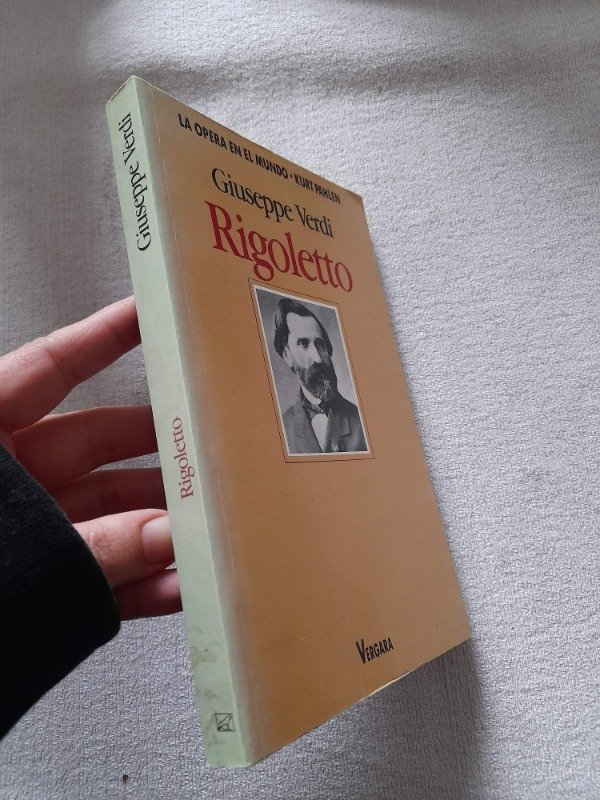 LA OPERA EN EL MUNDO · KURT PAHLEN
Giuseppe Verdi
Rigoletto
VERGARA
Giuseppe Verdi
Rigoletto